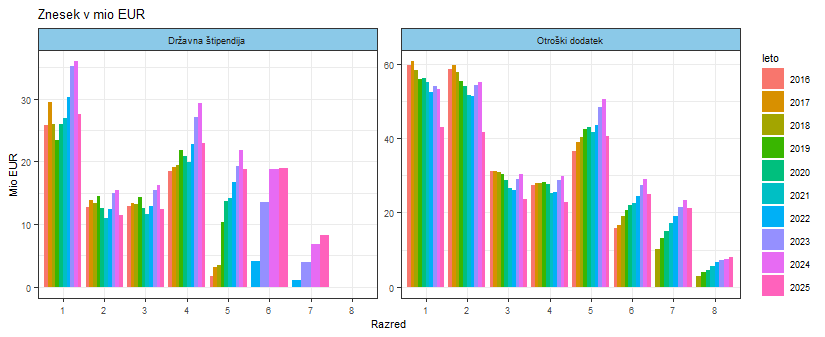 Znesek v mio EUR
Državna štipendija
Otroški dodatek
Mio EUR
30
20
10
0
60
40
20
0
1 2 3 4 5 6 7 8
1 2 3 4 5 6 7 8
Razred
leto
2016
2017
2018
2019
2020
2021
2022
2023
2024
2025